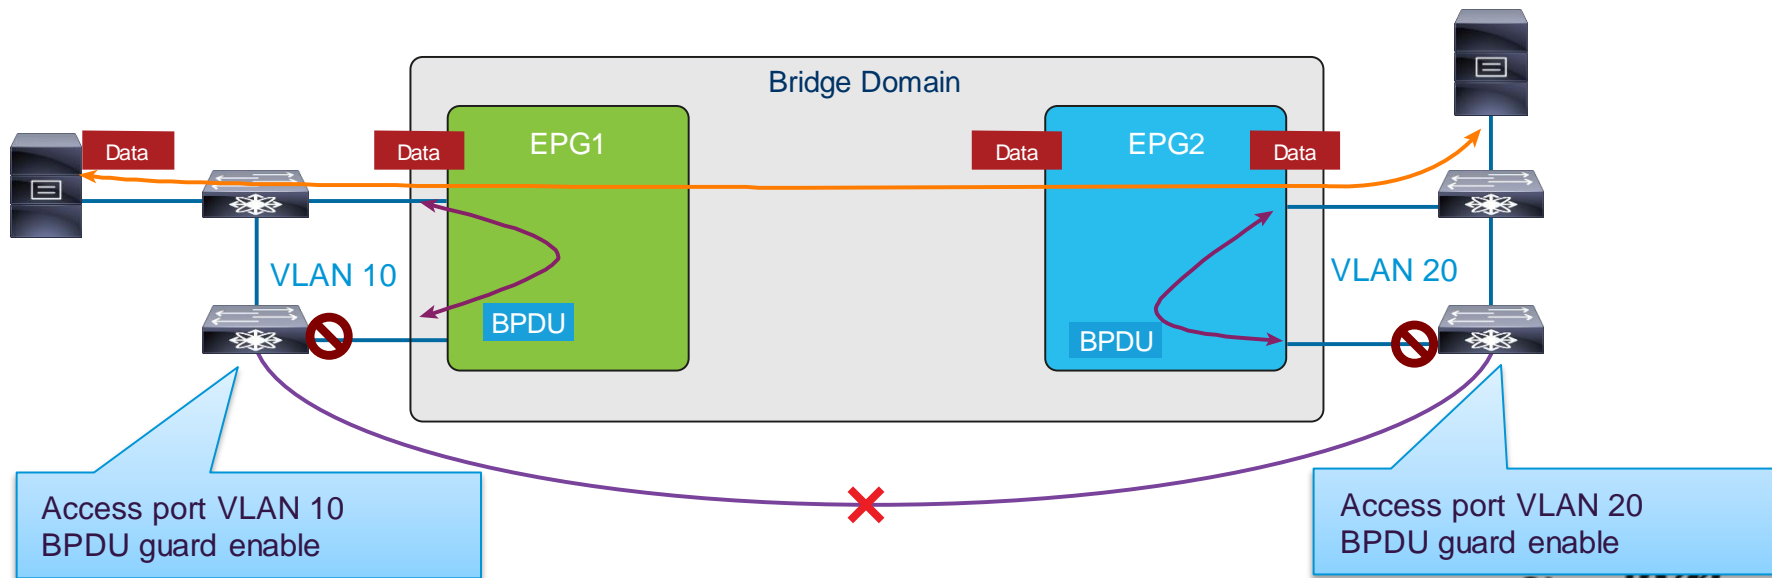 Bridge Domain
Data
Data
EPG1
Data
EPG2
Data
VLAN 10
VLAN 20
BPDU
BPDU
Access port VLAN 10
BPDU guard enable
Access port VLAN 20
BPDU guard enable